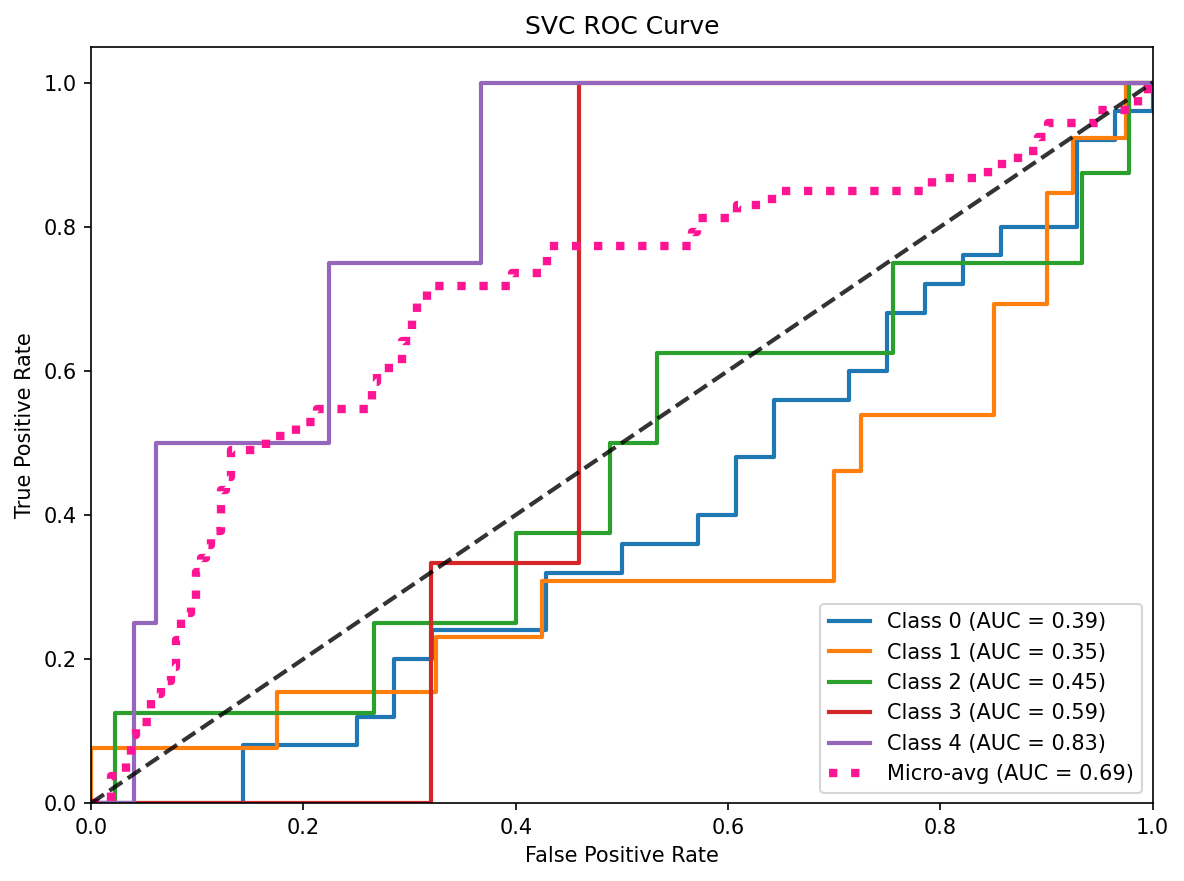 SVC ROC Curve
True Positive Rate
1.0
0.8
0.6
0.4
0.2
0.0
0.0 0.2 0.4 0.6 0.8 1.0
False Positive Rate
Class 0 (AUC = 0.39)
Class 1 (AUC = 0.35)
Class 2 (AUC = 0.45)
Class 3 (AUC = 0.59)
Class 4 (AUC = 0.83)
Micro-avg (AUC = 0.69)